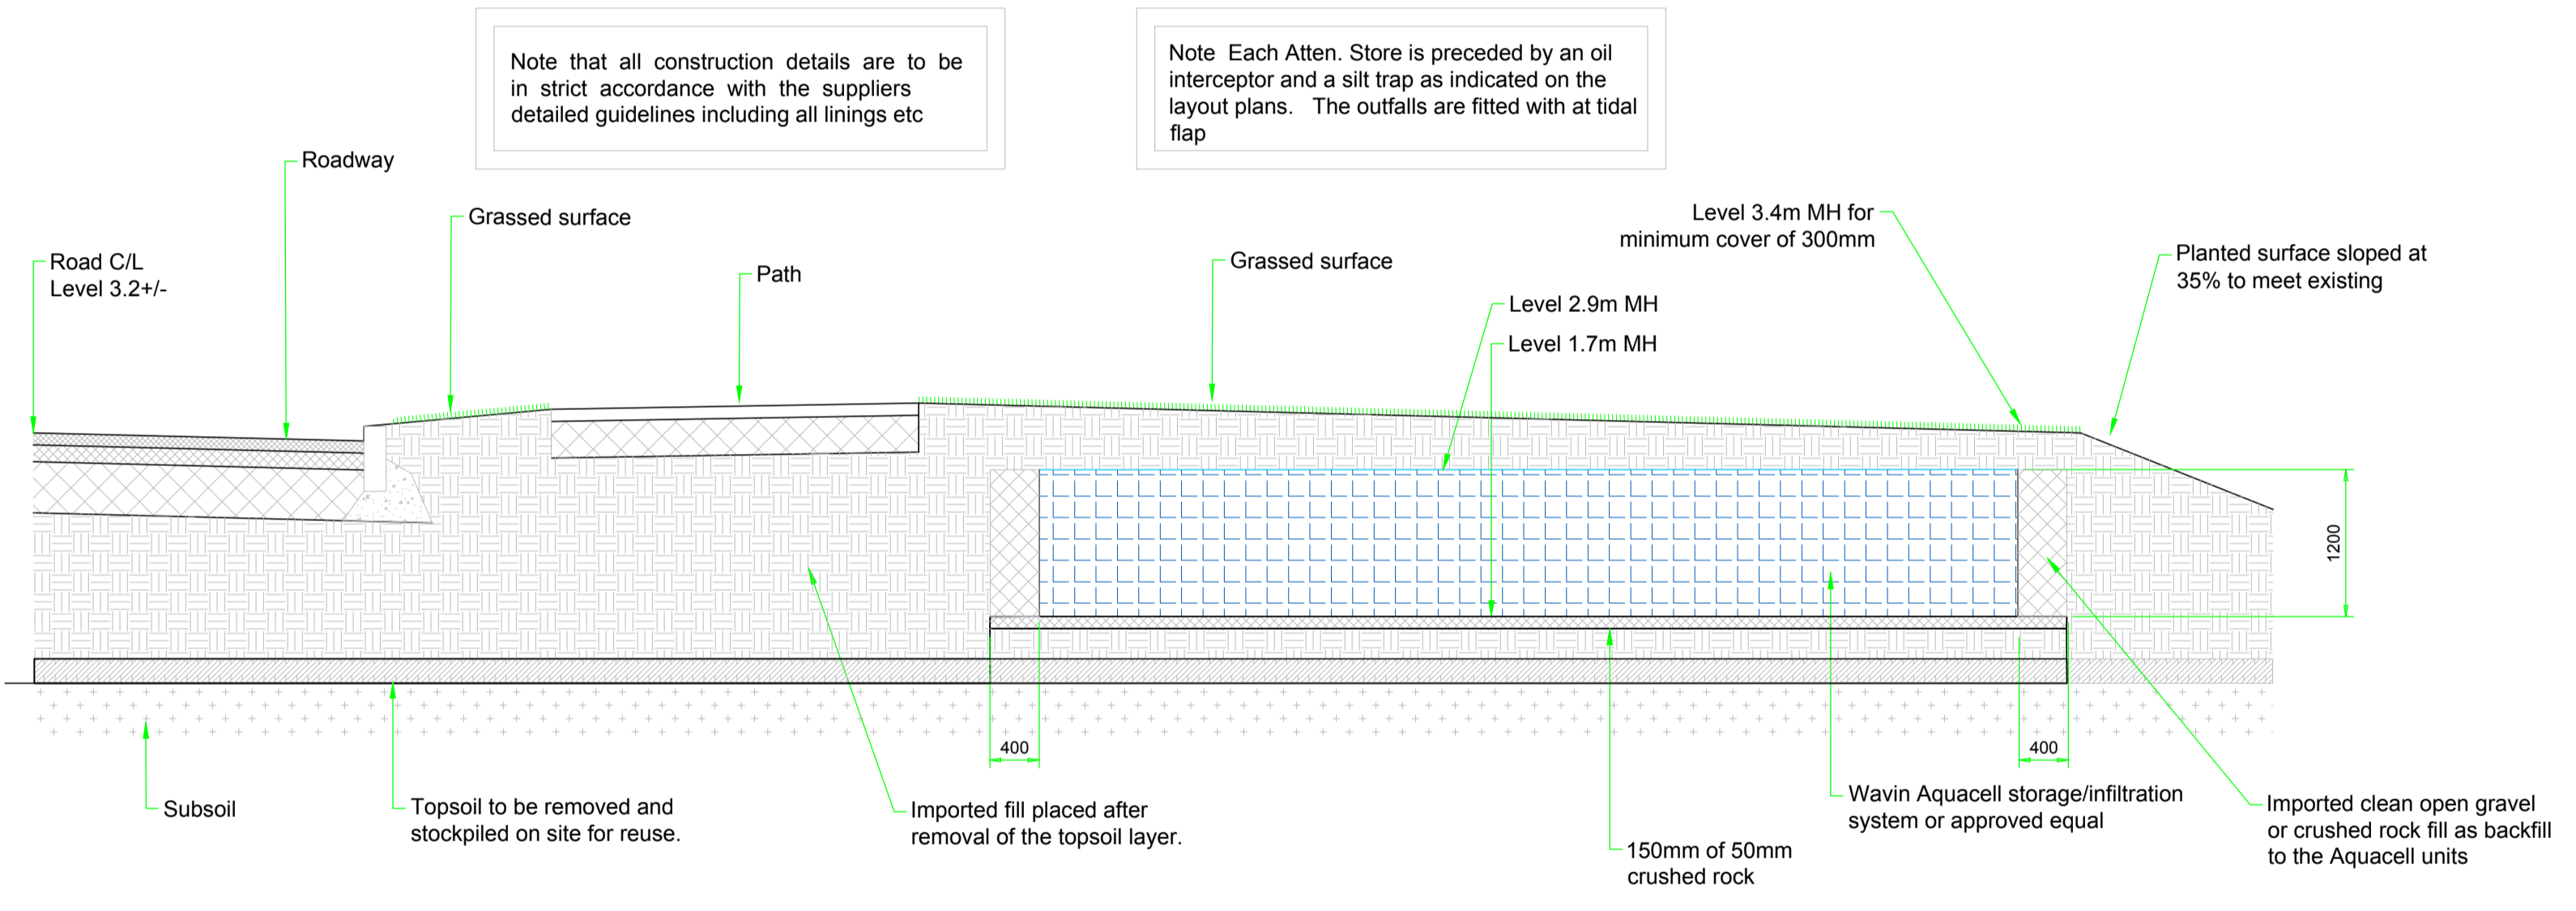 Note that all construction details are to be
in strict accordance with the suppliers
detailed guidelines including all linings etc
Note Each Atten. Store is preceded by an oil
interceptor and a silt trap as indicated on the
layout plans. The outfalls are fitted with at tidal
flap
Roadway
Grassed surface
Road C/L
Level 3.2+/-
Path
Grassed surface
Level 3.4m MH for
minimum cover of 300mm
Planted surface sloped at
35% to meet existing
Level 2.9m MH
Level 1.7m MH
1200
400
400
Subsoil
Topsoil to be removed and
stockpiled on site for reuse.
Imported fill placed after
removal of the topsoil layer.
150mm of 50mm
crushed rock
Wavin Aquacell storage/infiltration
system or approved equal
Imported clean open gravel
or crushed rock fill as backfill
to the Aquacell units